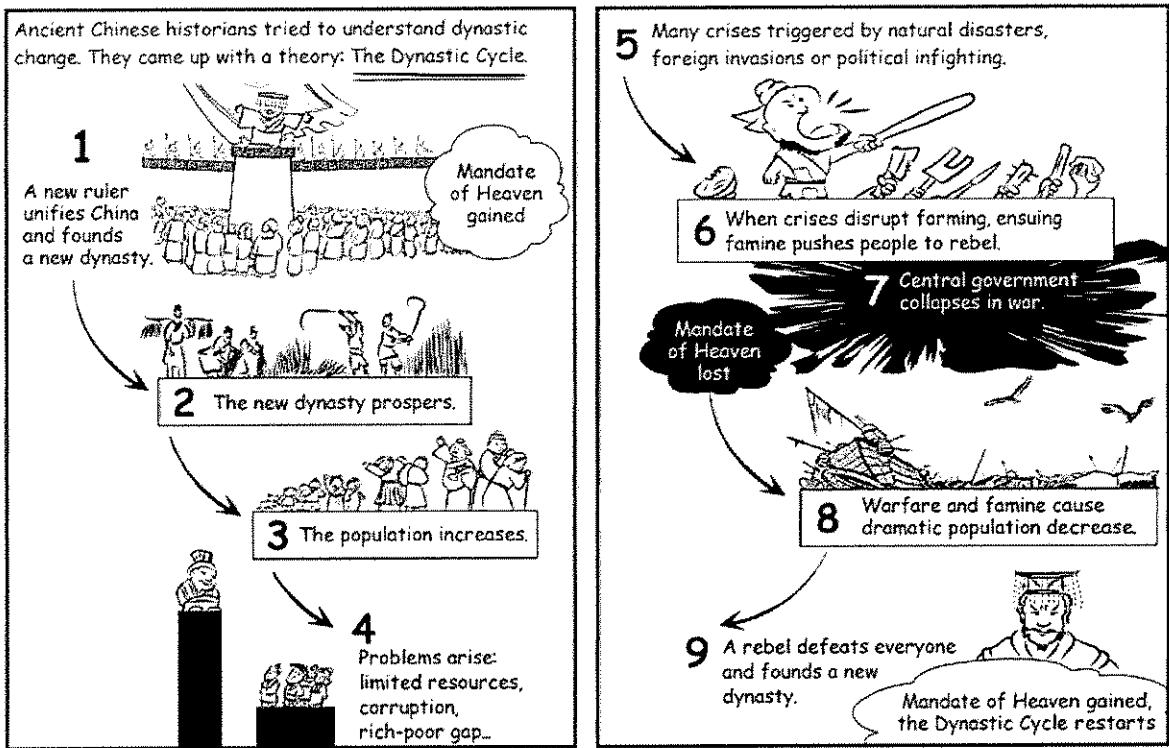 Ancient Chinese historians tried to understand dynastic
change. They came up with a theory: The Dynastic Cycle.
1
A new ruler
unifies China
and founds
a new dynasty.
Mandate
of Heaven
gained
2 The new dynasty prospers.
3 The population increases.
4
Problems arise:
limited resources,
corruption,
rich-poor gap...
5 Many crises triggered by natural disasters,
foreign invasions or political infighting.
6 When crises disrupt farming, ensuing
famine pushes people to rebel.
7 Central government
collapses in war.
Mandate
of Heaven
lost
8 Warfare and famine cause
dramatic population decrease.
9 A rebel defeats everyone
and founds a new
dynasty.
Mandate of Heaven gained,
the Dynastic Cycle restarts